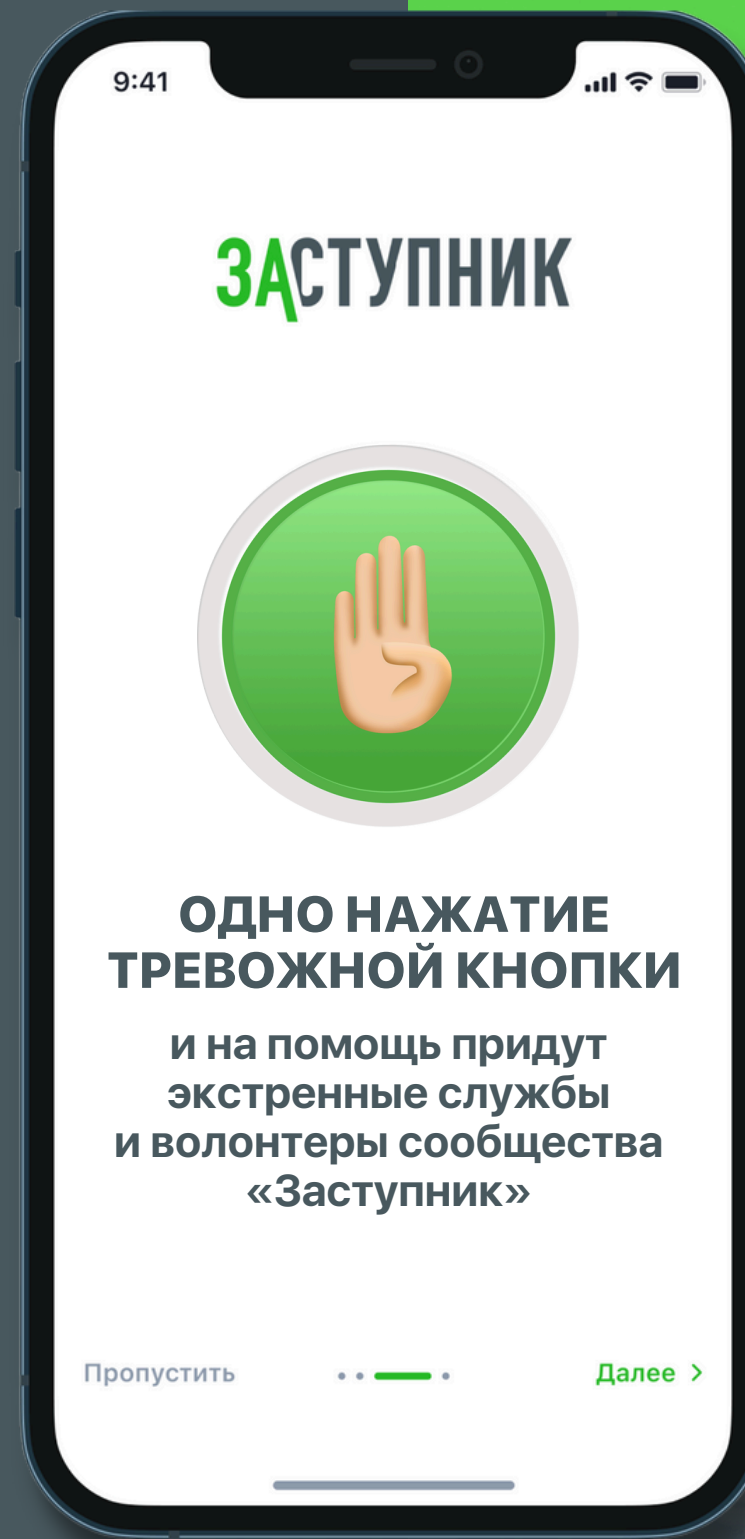 9:41
ЗАСТУПНИК
ОДНО НАЖАТИЕ
ТРЕВОЖНОЙ КНОПКИ
и на помощь придут
экстренные службы
и волонтеры сообщества
«Заступник»
Пропустить
Далее >